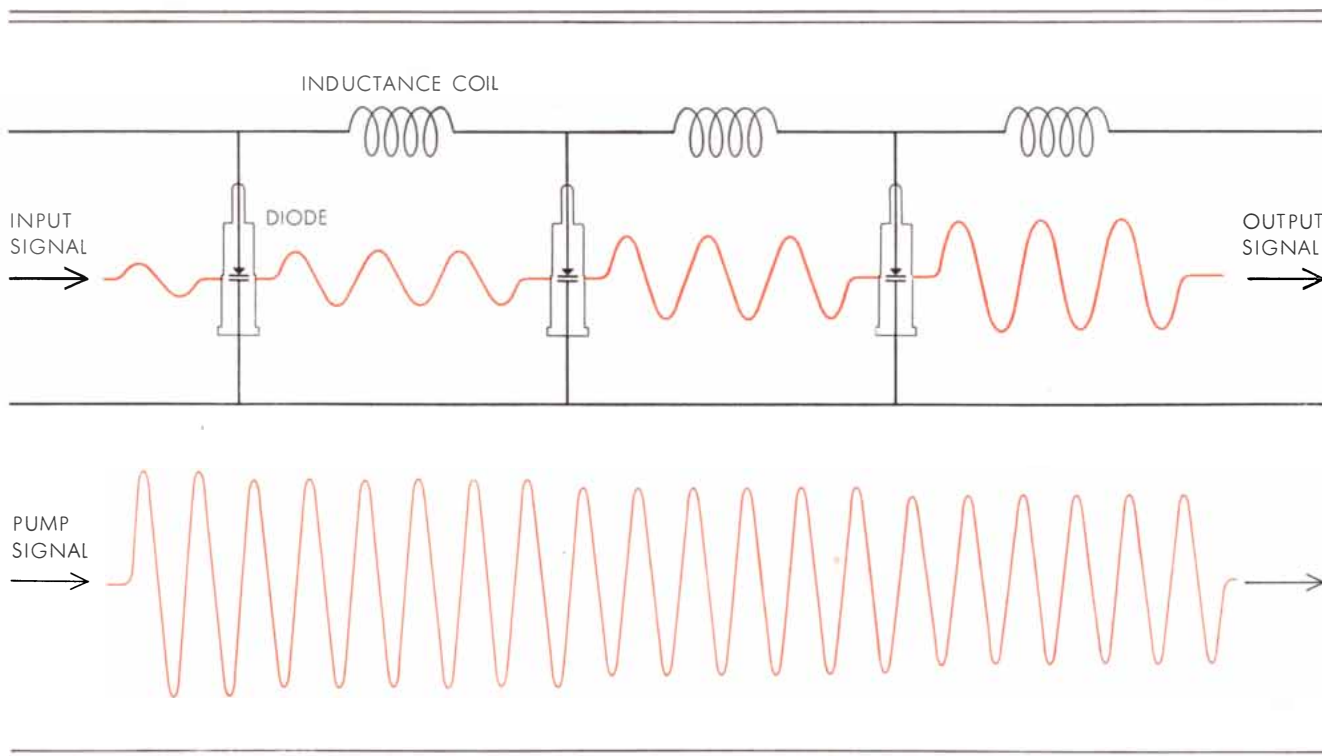 INDUCTANCE COIL
DIODE
INPUT
SIGNAL
OUTPUT
SIGNAL
PUMP
SIGNAL